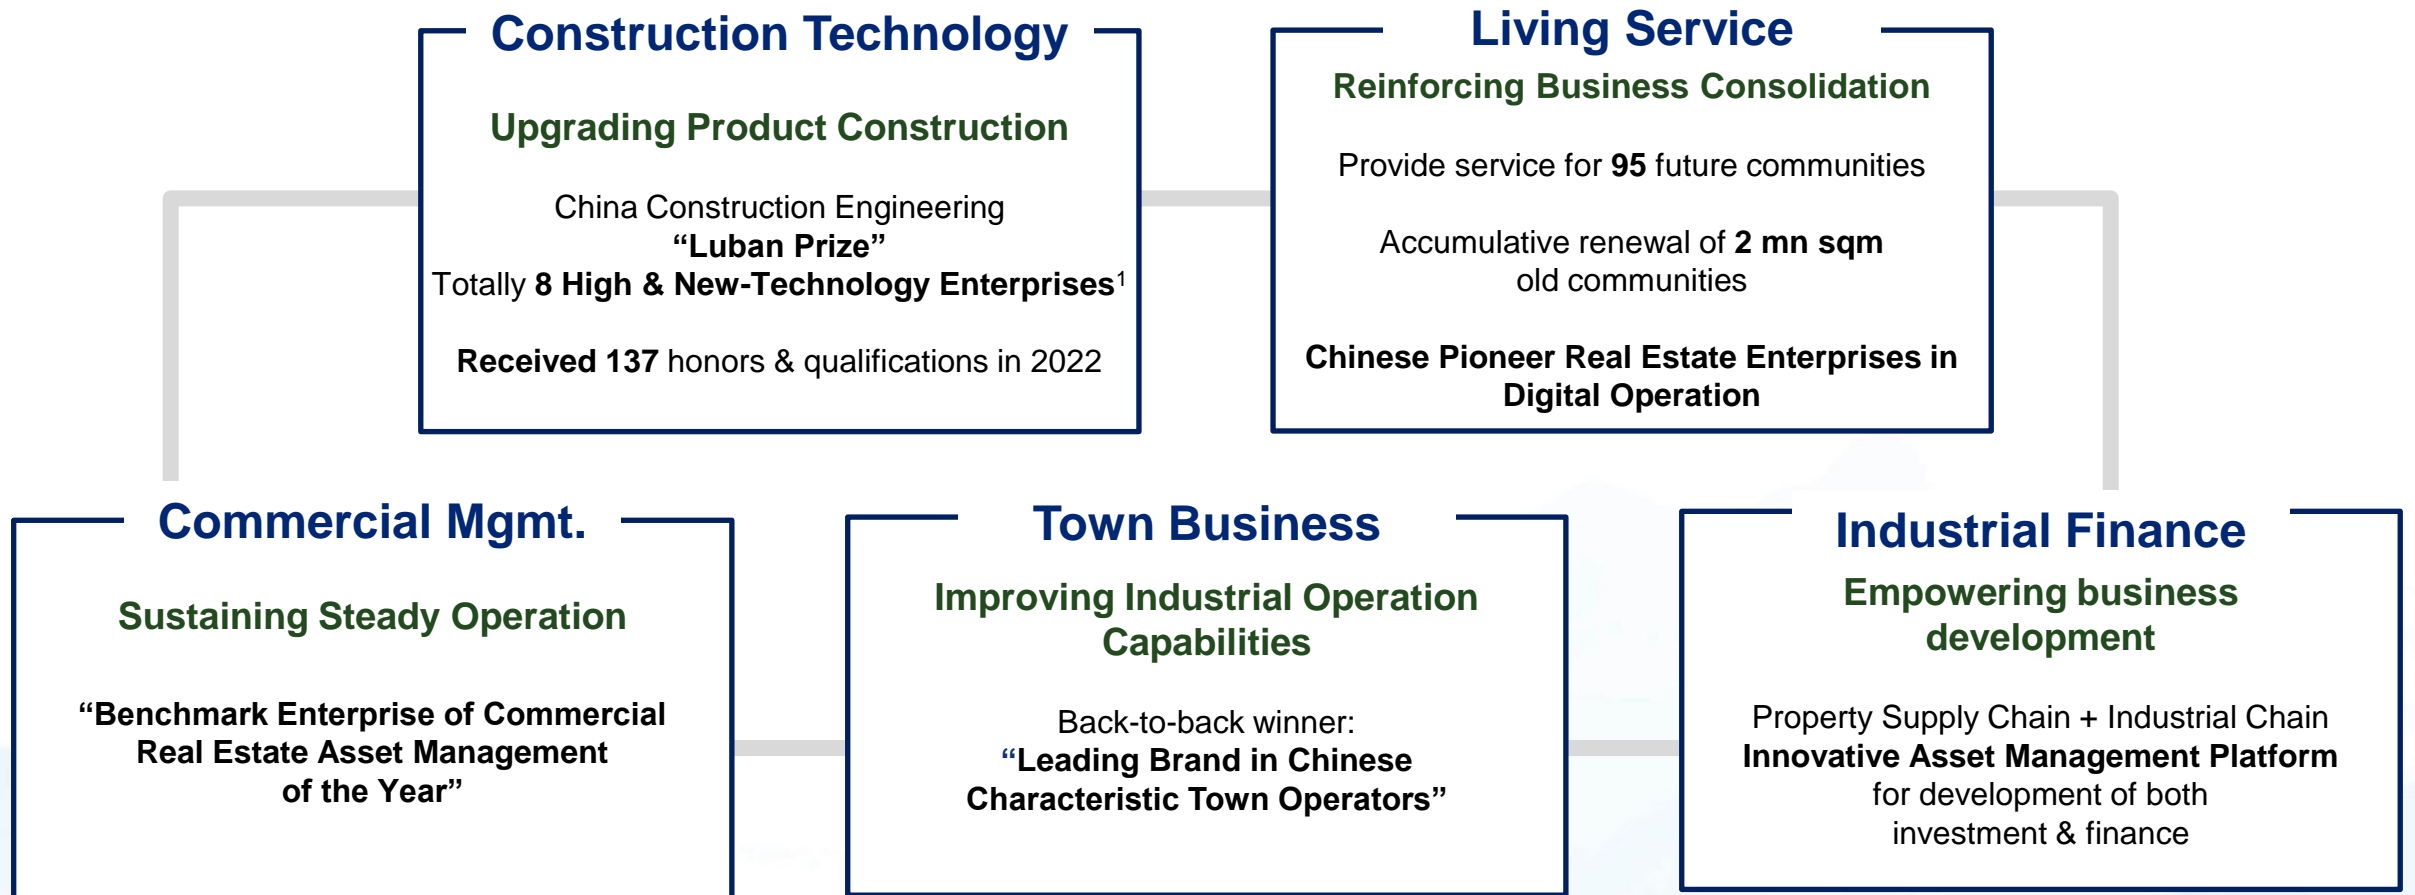 Construction Technology
Upgrading Product Construction
China Construction Engineering
“Luban Prize”
Totally 8 High & New-Technology Enterprises¹
Received 137 honors & qualifications in 2022
Living Service
Reinforcing Business Consolidation
Provide service for 95 future communities
Accumulative renewal of 2 mn sqm
old communities
Chinese Pioneer Real Estate Enterprises in
Digital Operation
Commercial Mgmt.
Sustaining Steady Operation
“Benchmark Enterprise of Commercial
Real Estate Asset Management
of the Year”
Town Business
Improving Industrial Operation
Capabilities
Back-to-back winner:
“Leading Brand in Chinese
Characteristic Town Operators”
Industrial Finance
Empowering business
development
Property Supply Chain + Industrial Chain
Innovative Asset Management Platform
for development of both
investment & finance